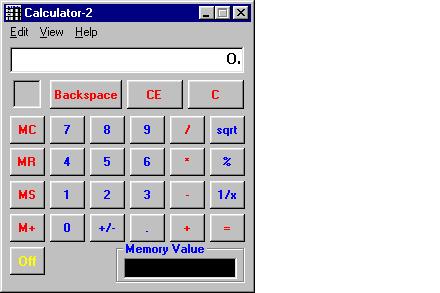 Calculator-2
Edit View Help
0.
Backspace CE C
MC 7 8 9 / sqrt
MR 4 5 6 * %
MS 1 2 3 - 1/x
M+ 0 +/- . + =
Off Memory Value